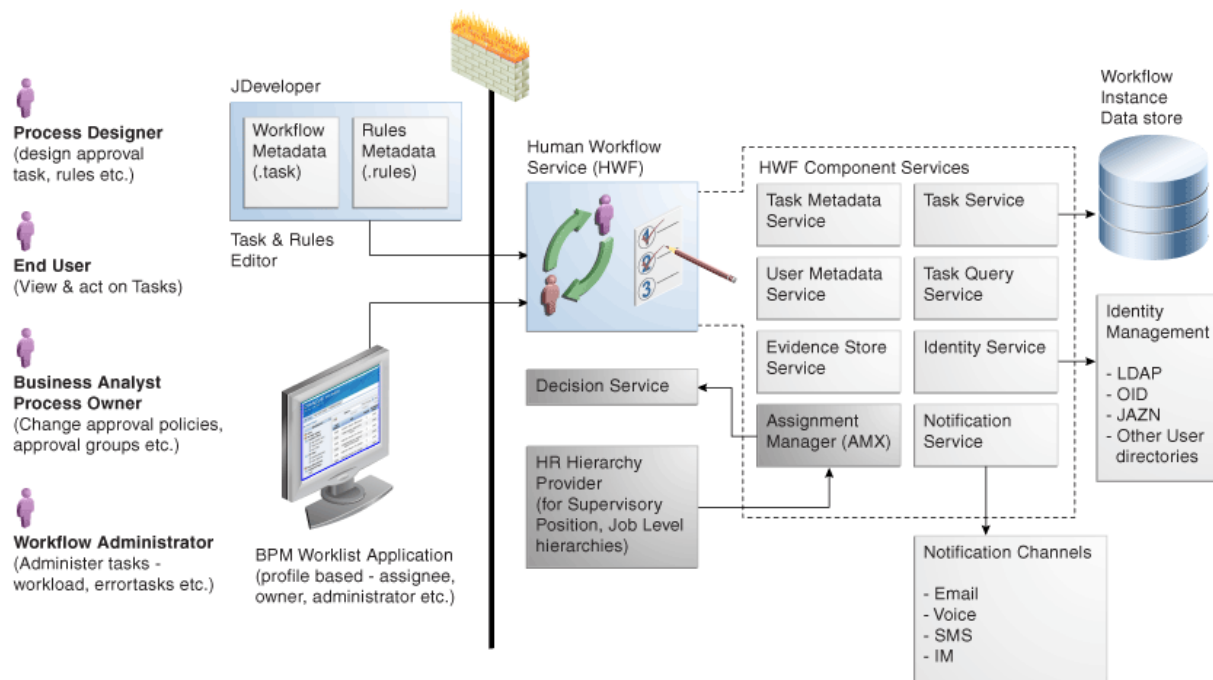 Process Designer
(design approval
task, rules etc.)
End User
(View & act on Tasks)
Business Analyst
Process Owner
(Change approval policies,
approval groups etc.)
Workflow Administrator
(Administer tasks -
workload, errortasks etc.)
JDeveloper
Workflow
Metadata
(.task)
Rules
Metadata
(.rules)
Task & Rules
Editor
BPM Worklist Application
(profile based - assignee,
owner, administrator etc.)
Human Workflow
Service (HWF)
1
2
3
Decision Service
HR Hierarchy
Provider
(for Supervisory
Position, Job Level
hierarchies)
HWF Component Services
Task Metadata
Service
Task Service
User Metadata
Service
Task Query
Service
Evidence Store
Service
Identity Service
Assignment
Manager (AMX)
Notification
Service
Workflow
Instance
Data store
Identity
Management
- LDAP
- OID
- JAZN
- Other User
directories
Notification Channels
- Email
- Voice
- SMS
- IM